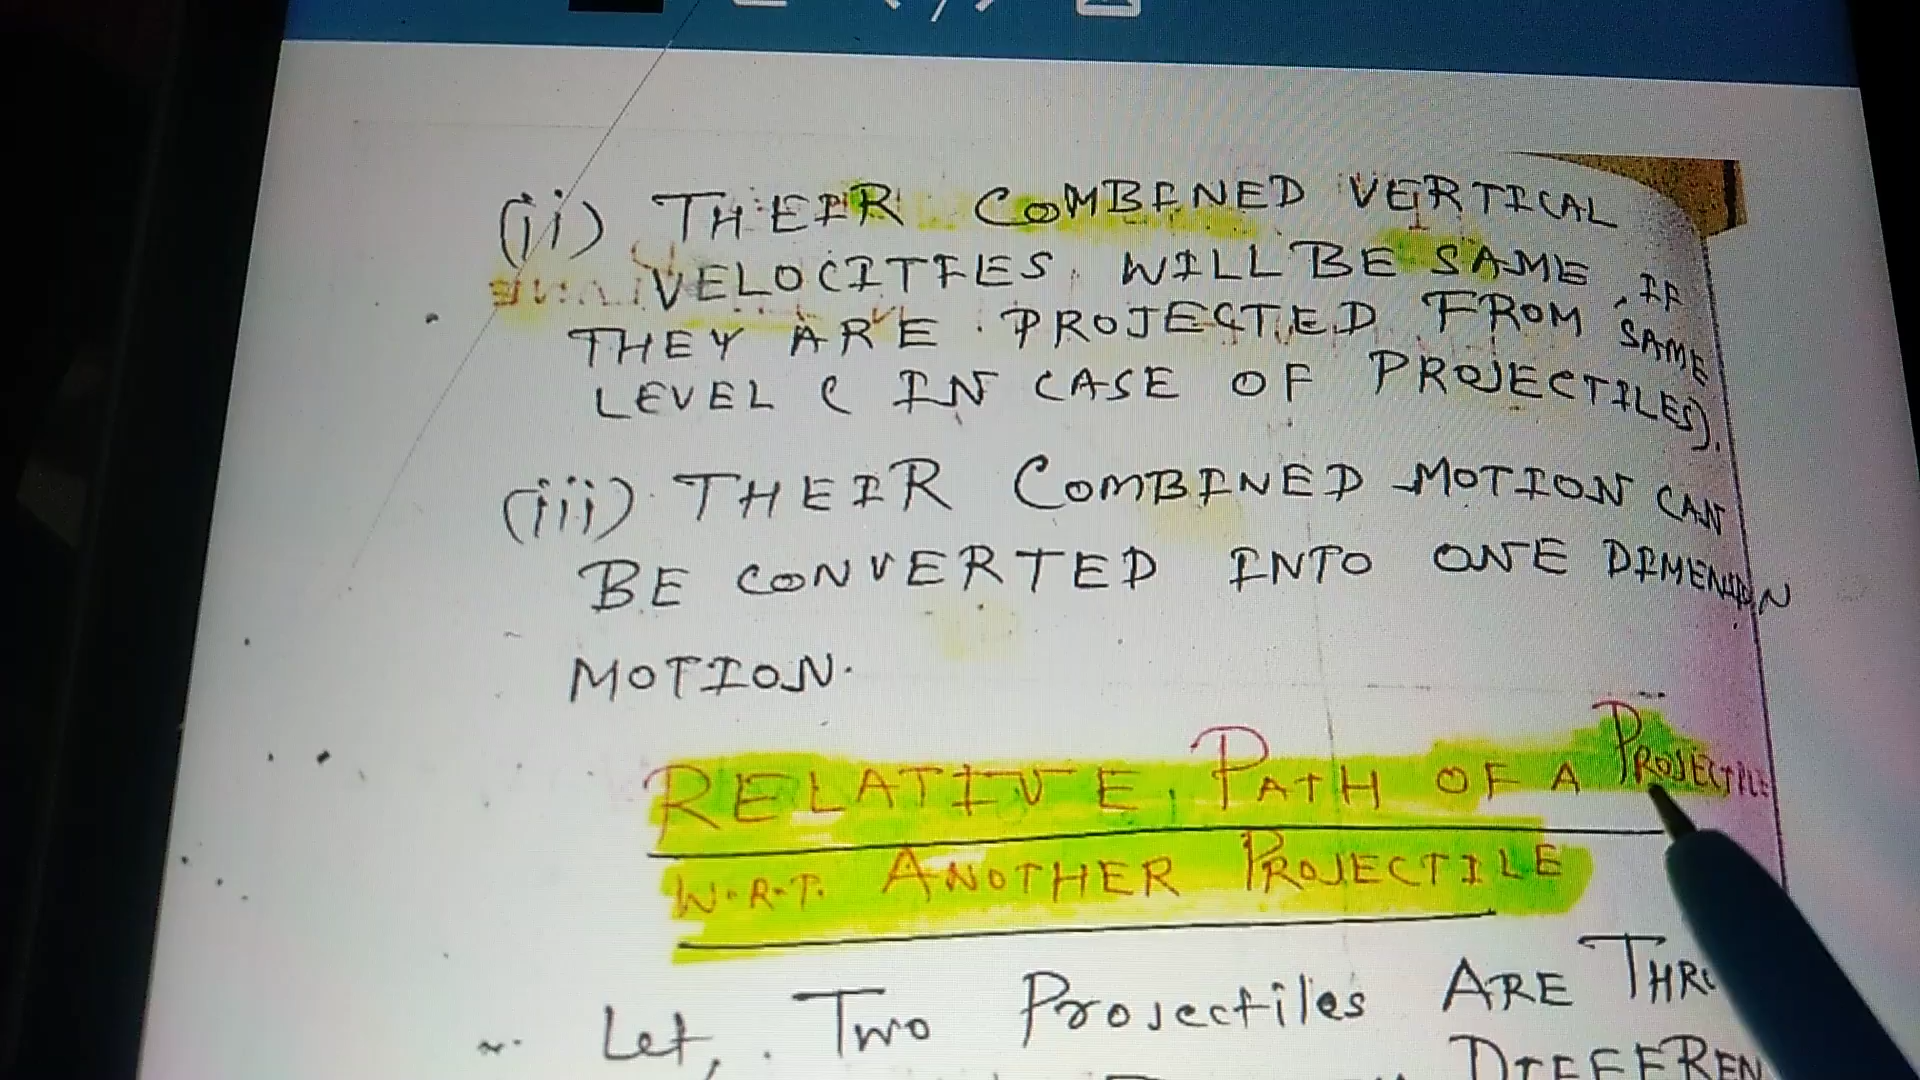 (ii) THEIR COMBINED VERTICAL
VELOCITIES WILL BE SAME, IF
THEY ARE PROJECTED FROM SAME
LEVEL (IN CASE OF PROJECTILES).
(iii) THEIR COMBINED MOTION CAN
BE CONVERTED INTO ONE DIMENSION
MOTION.
RELATIVE PATH OF A PROJECTILE
W.R.T. ANOTHER PROJECTILE
Let, Two Projectiles ARE THR
DIFFEREN